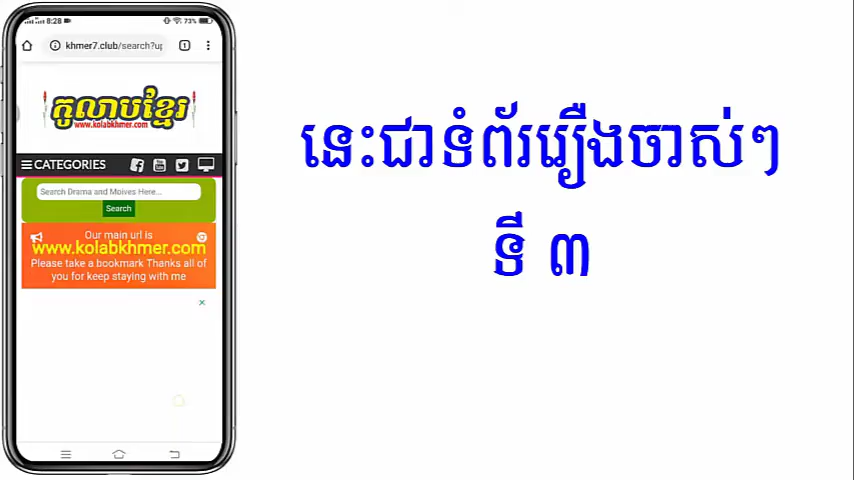 8:28
73%
khmer7.club/search?up
1
កូលាបខ្មែរ
www.kolabkhmer.com
CATEGORIES
Search Drama and Moives Here...
Search
Our main url is
www.kolabkhmer.com
Please take a bookmark Thanks all of
you for keep staying with me
នេះជាទំព័ររឿងចាស់ៗ
ទី ៣